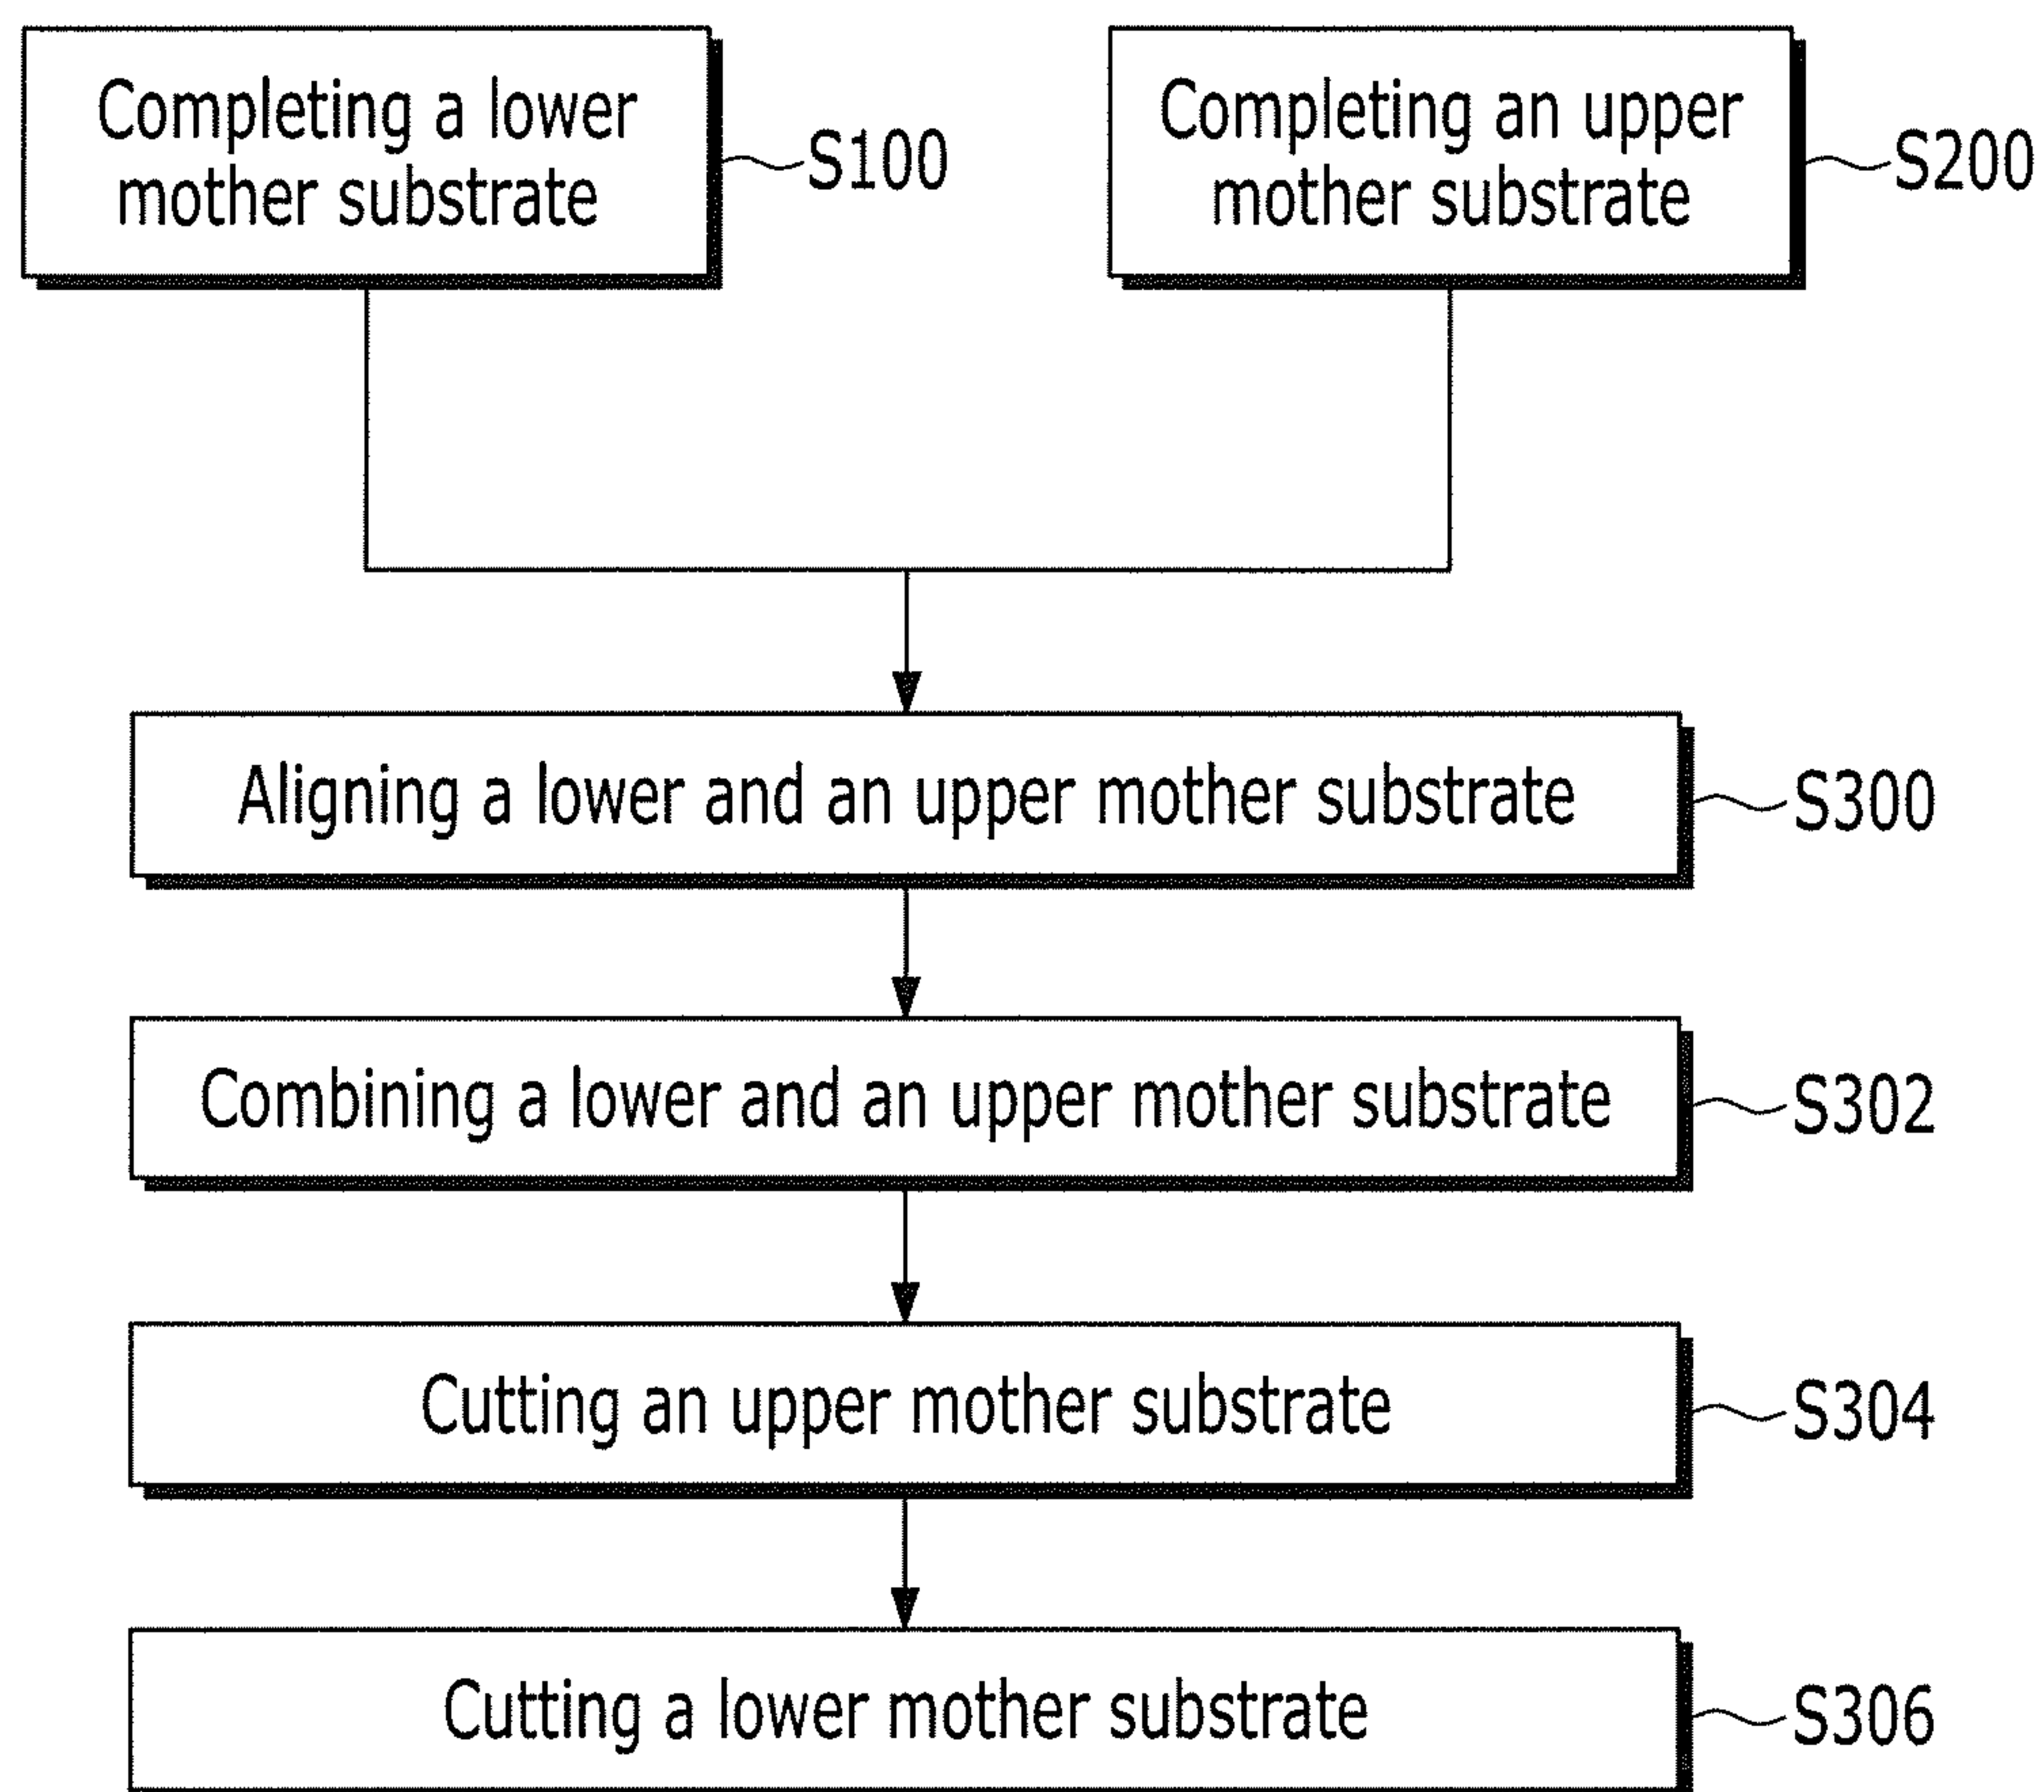 Completing a lower
mother substrate
S100
Completing an upper
mother substrate
S200
Aligning a lower and an upper mother substrate
S300
Combining a lower and an upper mother substrate
S302
Cutting an upper mother substrate
S304
Cutting a lower mother substrate
S306